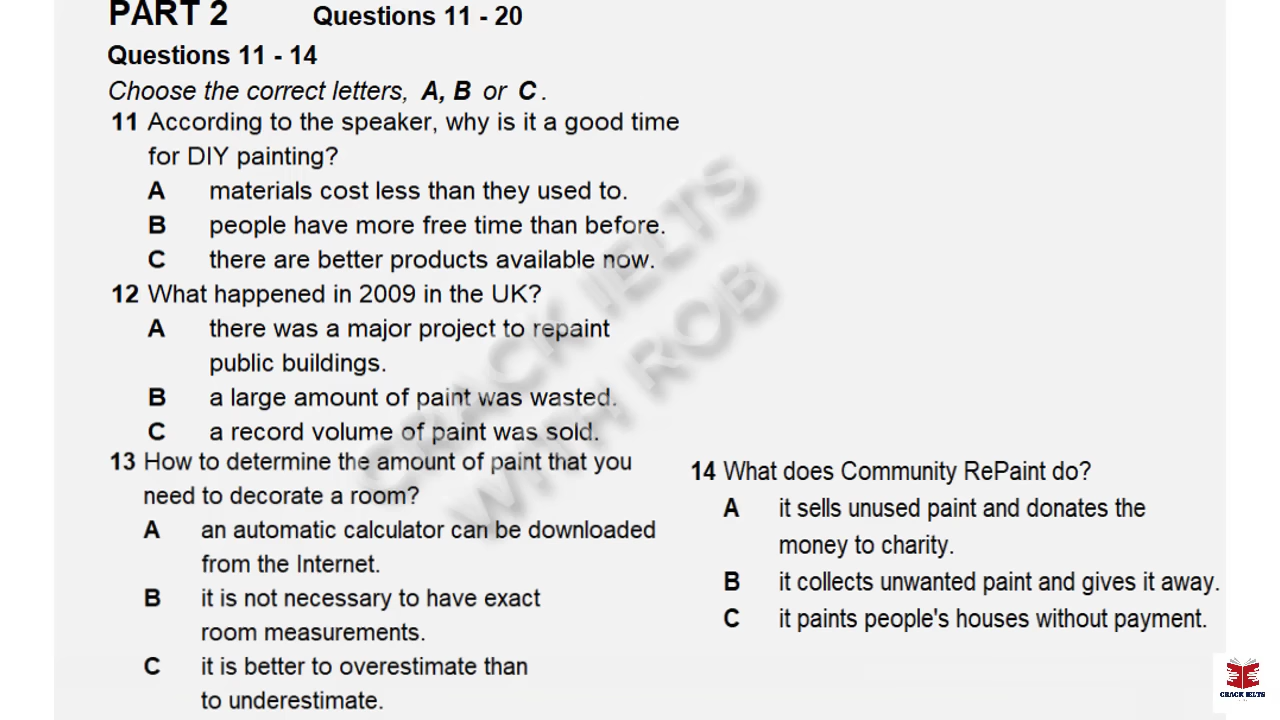 PART 2 Questions 11 - 20
Questions 11 - 14
Choose the correct letters, A, B or C.
11 According to the speaker, why is it a good time
for DIY painting?
A materials cost less than they used to.
B people have more free time than before.
C there are better products available now.
12 What happened in 2009 in the UK?
A there was a major project to repaint
public buildings.
B a large amount of paint was wasted.
C a record volume of paint was sold.
13 How to determine the amount of paint that you
need to decorate a room?
A an automatic calculator can be downloaded
from the Internet.
B it is not necessary to have exact
room measurements.
C it is better to overestimate than
to underestimate.
14 What does Community RePaint do?
A it sells unused paint and donates the
money to charity.
B it collects unwanted paint and gives it away.
C it paints people's houses without payment.
CRACK IELTS
WITH ROB
CRACK IELTS